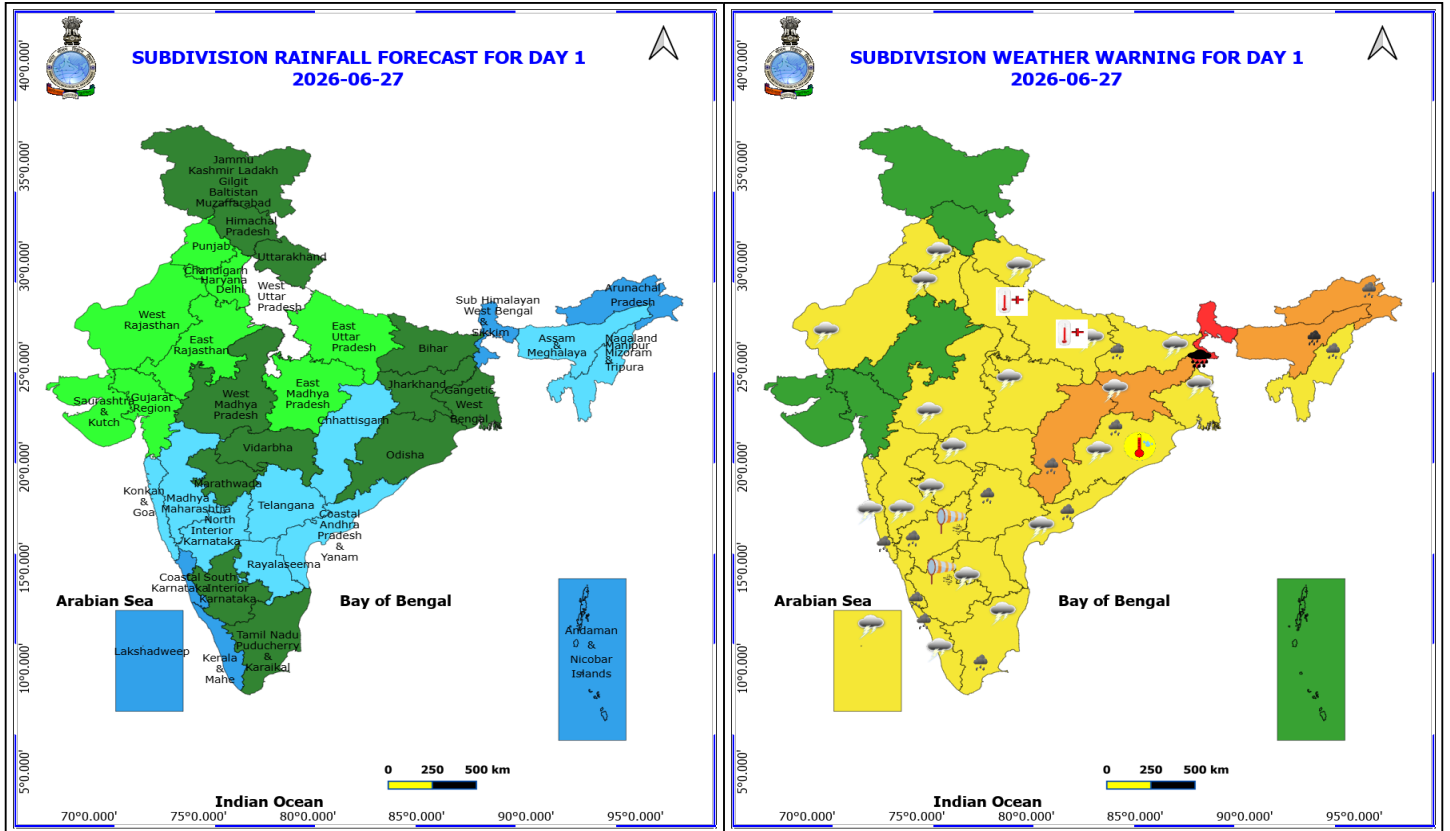 SUBDIVISION RAINFALL FORECAST FOR DAY 1
2026-06-27
40°0.000'
35°0.000'
30°0.000'
25°0.000'
20°0.000'
15°0.000'
10°0.000'
5°0.000'
Jammu
Kashmir Ladakh
Gilgit
Baltistan
Muzaffarabad
Himachal
Pradesh
Punjab
Uttarakhand
Chandigarh
Haryana
Delhi
West
Uttar
Pradesh
West
Rajasthan
East
Rajasthan
East
Uttar
Pradesh
Sub Himalayan
West Bengal
&
Sikkim
Arunachal
Pradesh
Assam
&
Meghalaya
Nagaland
Manipur
Mizoram
&
Tripura
Bihar
Jharkhand
Gangetic
West
Bengal
Saurashtra
&
Kutch
Gujarat
Region
West
Madhya
Pradesh
East
Madhya
Pradesh
Chhattisgarh
Vidarbha
Odisha
Konkan
&
Goa
Madhya
Maharashtra
Marathwada
Telangana
North
Interior
Karnataka
Coastal
Andhra
Pradesh
&
Yanam
Rayalaseema
Coastal
Karnataka
South
Interior
Karnataka
Arabian Sea
Bay of Bengal
Lakshadweep
Kerala
&
Mahe
Tamil Nadu
Puducherry
&
Karaikal
Andaman
&
Nicobar
Islands
0 250 500 km
Indian Ocean
70°0.000' 75°0.000' 80°0.000' 85°0.000' 90°0.000' 95°0.000'
SUBDIVISION WEATHER WARNING FOR DAY 1
2026-06-27
40°0.000'
35°0.000'
30°0.000'
25°0.000'
20°0.000'
15°0.000'
10°0.000'
5°0.000'
Arabian Sea
Bay of Bengal
0 250 500 km
Indian Ocean
70°0.000' 75°0.000' 80°0.000' 85°0.000' 90°0.000' 95°0.000'